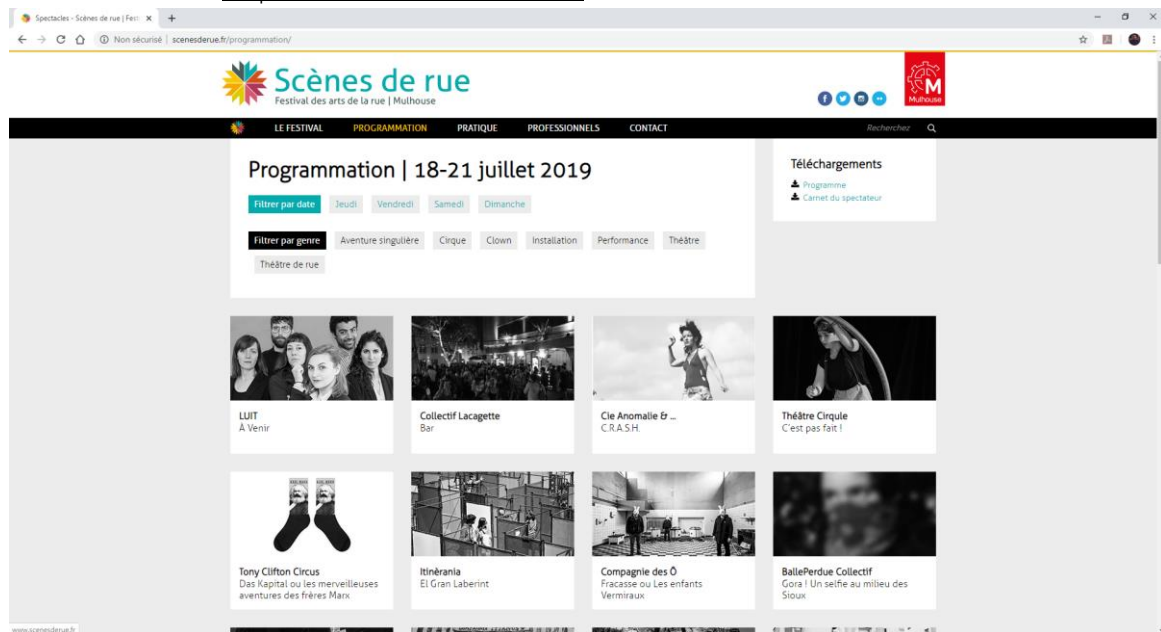 Spectacles - Scènes de rue | Fest
Non sécurisé | scenesderue.fr/programmation/
Scènes de rue
Festival des arts de la rue | Mulhouse
M
Mulhouse
LE FESTIVAL PROGRAMMATION PRATIQUE PROFESSIONNELS CONTACT Recherchez
Programmation | 18-21 juillet 2019
Filtrer par date Jeudi Vendredi Samedi Dimanche
Filtrer par genre Aventure singulière Cirque Clown Installation Performance Théâtre
Théâtre de rue
Téléchargements
Programme
Carnet du spectateur
LUIT
À Venir
Collectif Lacagette
Bar
Cie Anomalie & ...
C.R.A.S.H.
Théâtre Cirqule
C'est pas fait !
Tony Clifton Circus
Das Kapital ou les merveilleuses
aventures des frères Marx
Itinèrania
El Gran Laberint
Compagnie des Ô
Fracasse ou Les enfants
Vermiraux
BallePerdue Collectif
Gora ! Un selfie au milieu des
Sioux
www.scenesderue.fr